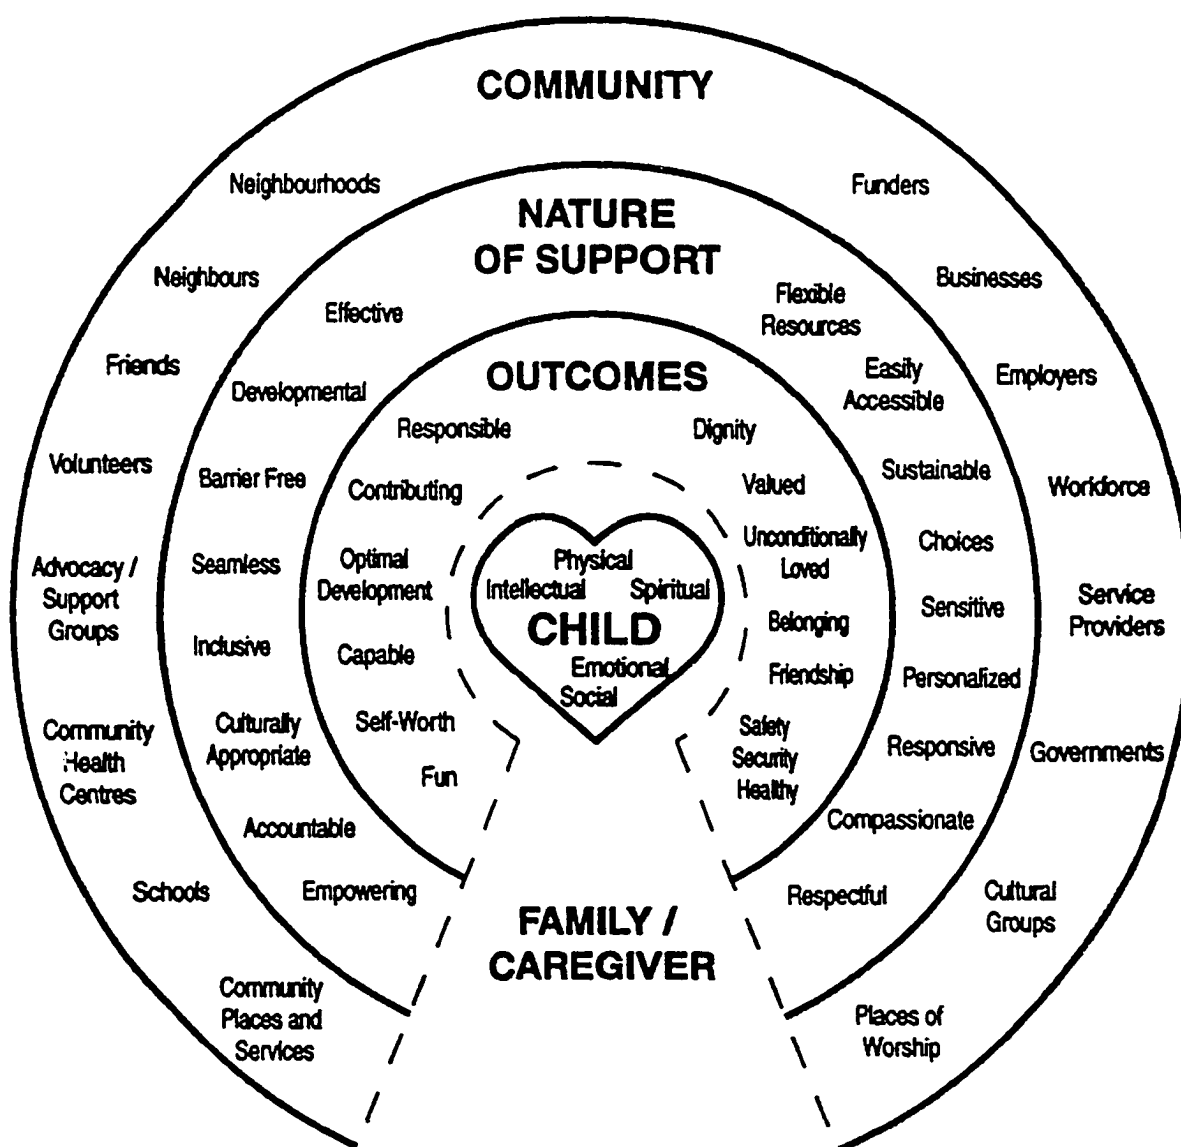 COMMUNITY
Neighbourhoods
Neighbours
Friends
Volunteers
Advocacy /
Support
Groups
Community
Health
Centres
Schools
Community
Places and
Services
Funders
Businesses
Employers
Workforce
Service
Providers
Governments
Cultural
Groups
Places of
Worship
NATURE
OF SUPPORT
Effective
Developmental
Barrier Free
Seamless
Inclusive
Culturally
Appropriate
Accountable
Empowering
Flexible
Resources
Easily
Accessible
Sustainable
Choices
Sensitive
Personalized
Responsive
Compassionate
Respectful
OUTCOMES
Responsible
Contributing
Optimal
Development
Capable
Self-Worth
Fun
Dignity
Valued
Unconditionally
Loved
Belonging
Friendship
Safety
Security
Healthy
Physical
Intellectual Spiritual
CHILD
Emotional
Social
FAMILY /
CAREGIVER